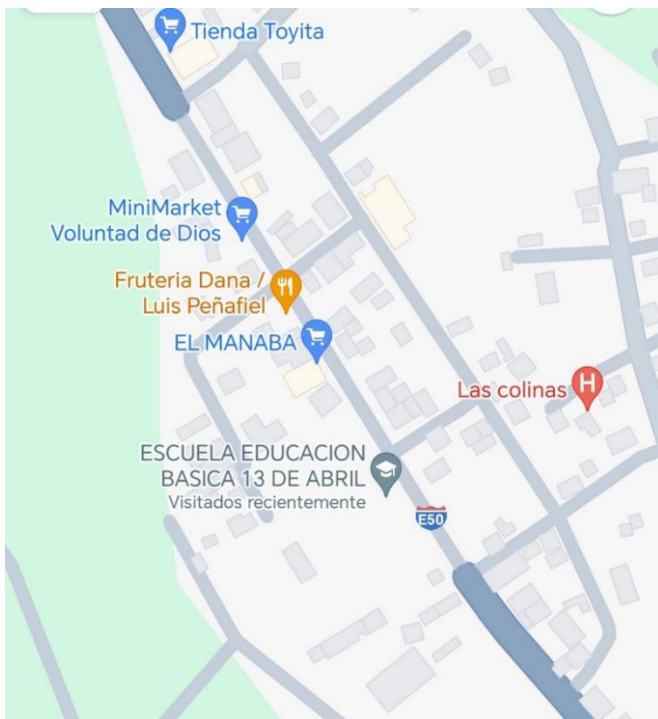 Tienda Toyita
MiniMarket
Voluntad de Dios
Fruteria Dana /
Luis Peñafiel
EL MANABA
Las colinas
H
ESCUELA EDUCACION
BASICA 13 DE ABRIL
Visitados recientemente
E50